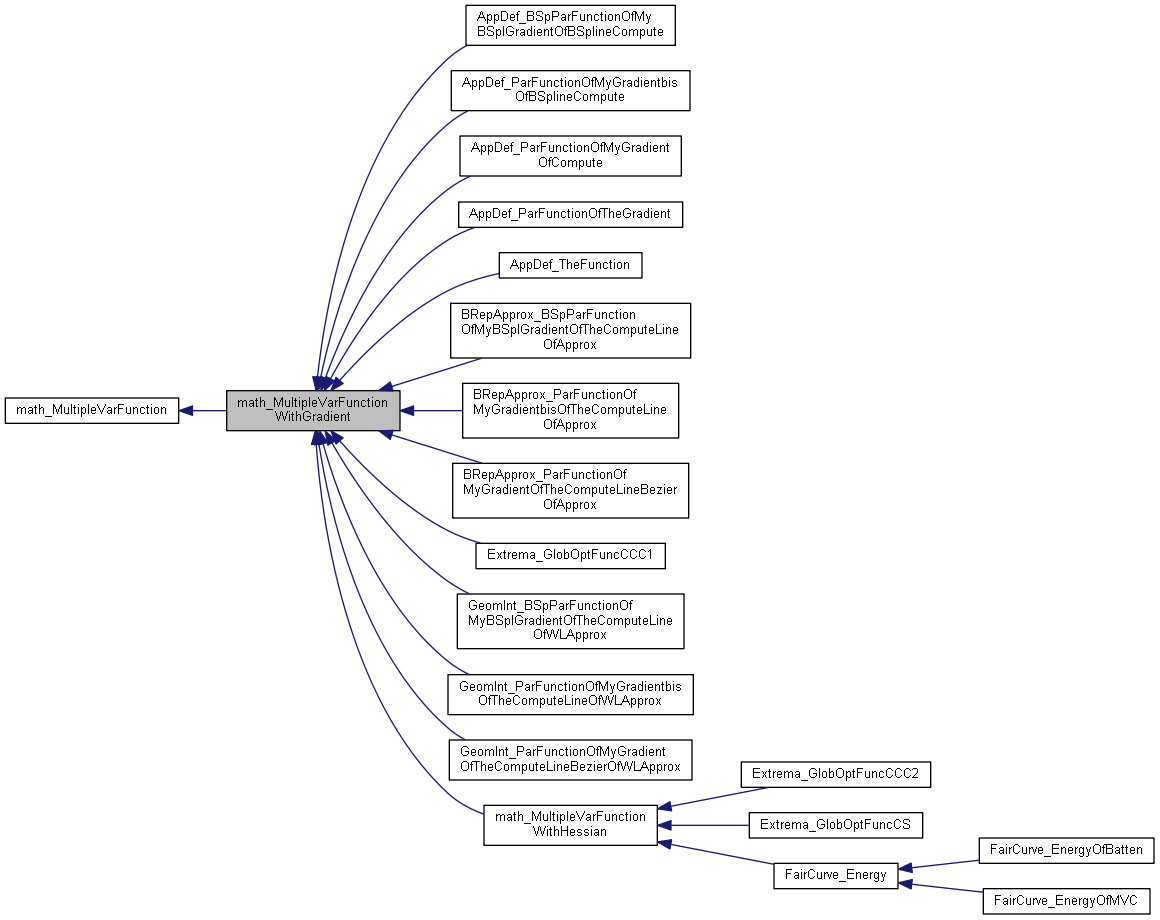 AppDef_BSpParFunctionOfMy
BSplGradientOfBSplineCompute
AppDef_ParFunctionOfMyGradientbis
OfBSplineCompute
AppDef_ParFunctionOfMyGradient
OfCompute
AppDef_ParFunctionOfTheGradient
AppDef_TheFunction
BRepApprox_BSpParFunction
OfMyBSplGradientOfTheComputeLine
OfApprox
math_MultipleVarFunction
math_MultipleVarFunction
WithGradient
BRepApprox_ParFunctionOf
MyGradientbisOfTheComputeLine
OfApprox
BRepApprox_ParFunctionOf
MyGradientOfTheComputeLineBezier
OfApprox
Extrema_GlobOptFuncCCC1
GeomInt_BSpParFunctionOf
MyBSplGradientOfTheComputeLine
OfWLApprox
GeomInt_ParFunctionOfMyGradientbis
OfTheComputeLineOfWLApprox
GeomInt_ParFunctionOfMyGradient
OfTheComputeLineBezierOfWLApprox
math_MultipleVarFunction
WithHessian
Extrema_GlobOptFuncCCC2
Extrema_GlobOptFuncCS
FairCurve_Energy
FairCurve_EnergyOfBatten
FairCurve_EnergyOfMVC